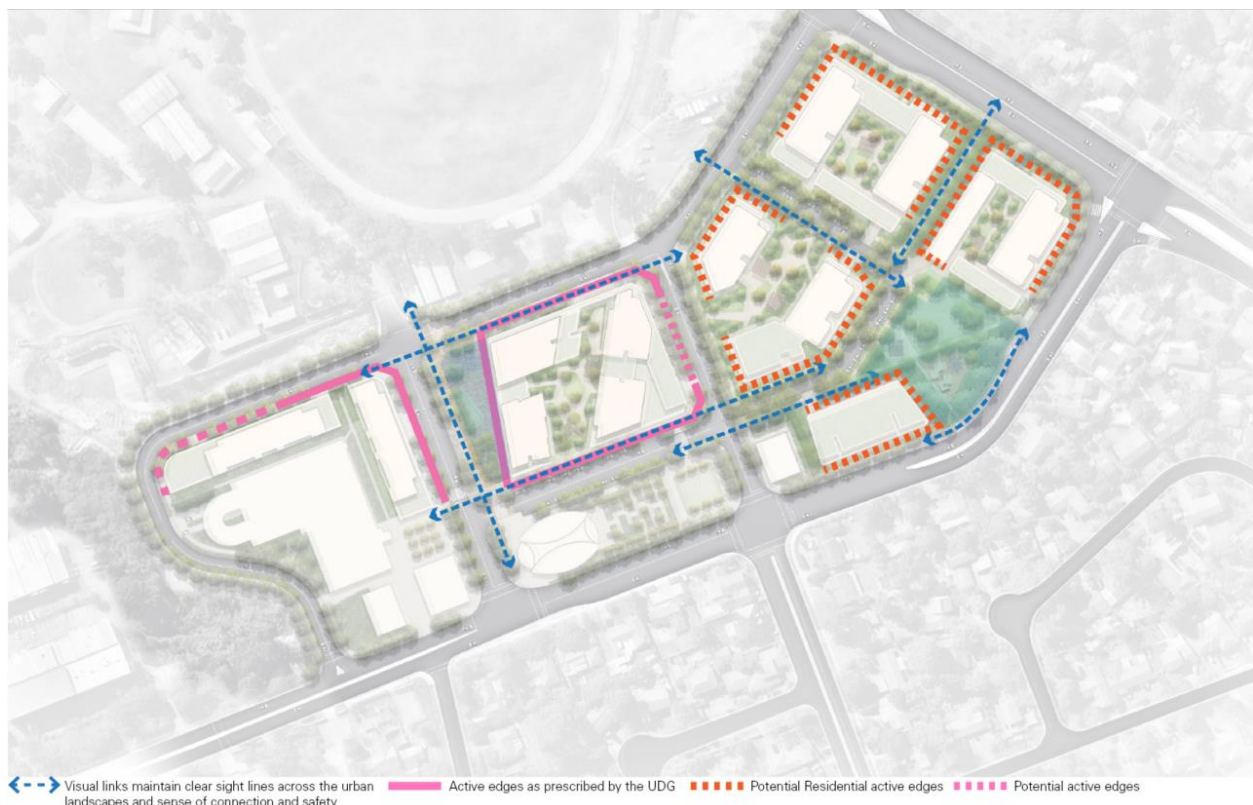 Visual links maintain clear sight lines across the urban
landscapes and sense of connection and safety
Active edges as prescribed by the UDG
Potential Residential active edges
Potential active edges